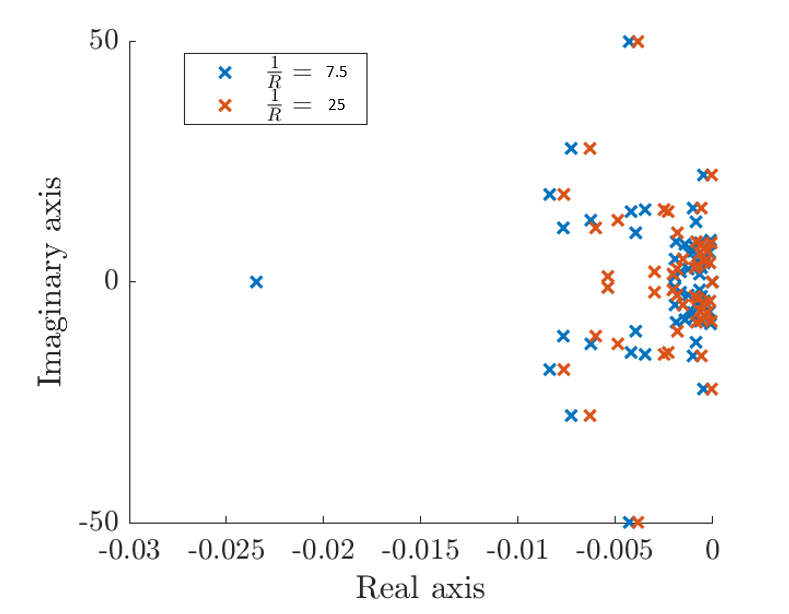 50
1/R = 7.5
1/R = 25
Imaginary axis
0
-50
-0.03 -0.025 -0.02 -0.015 -0.01 -0.005 0
Real axis